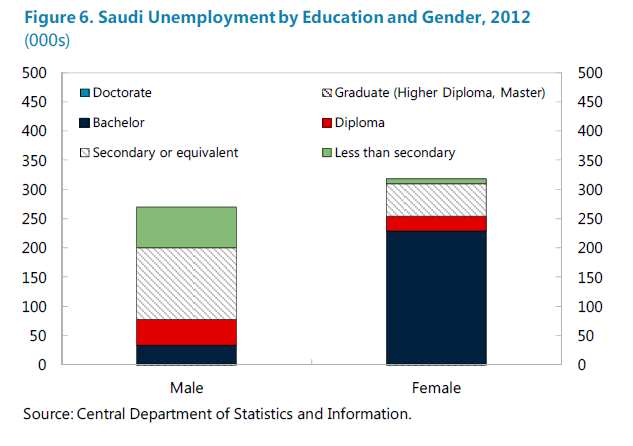 Figure 6. Saudi Unemployment by Education and Gender, 2012
(000s)
500 500
450 450
400 400
350 350
300 300
250 250
200 200
150 150
100 100
50 50
0 0
Doctorate Graduate (Higher Diploma, Master)
Bachelor Diploma
Secondary or equivalent Less than secondary
Male Female
Source: Central Department of Statistics and Information.